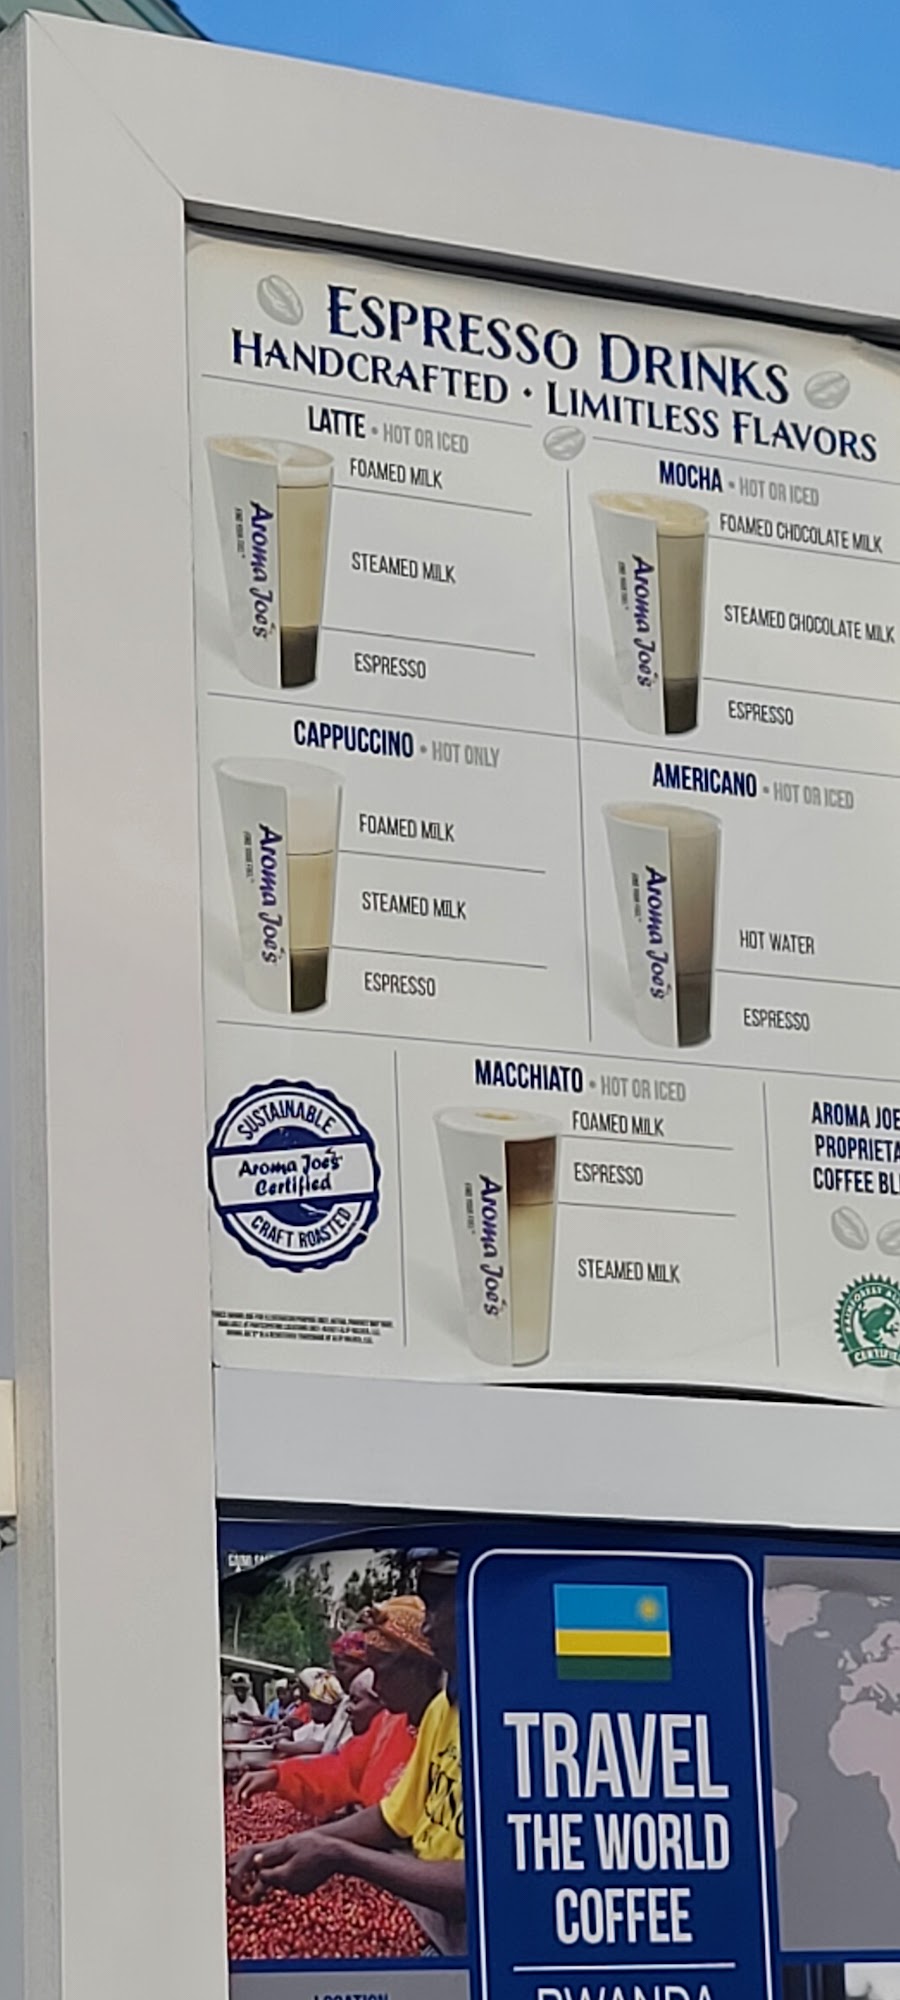 ESPRESSO DRINKS
HANDCRAFTED • LIMITLESS FLAVORS
LATTE • HOT OR ICED
FOAMED MILK
STEAMED MILK
ESPRESSO
Aroma Joe's
MOCHA • HOT OR ICED
FOAMED CHOCOLATE MILK
STEAMED CHOCOLATE MILK
ESPRESSO
Aroma Joe's
CAPPUCCINO • HOT ONLY
FOAMED MILK
STEAMED MILK
ESPRESSO
Aroma Joe's
AMERICANO • HOT OR ICED
HOT WATER
ESPRESSO
Aroma Joe's
SUSTAINABLE
Aroma Joe's
Certified
CRAFT ROASTED
MACCHIATO • HOT OR ICED
FOAMED MILK
ESPRESSO
STEAMED MILK
Aroma Joe's
AROMA JOE
PROPRIETA
COFFEE BL
TRAVEL
THE WORLD
COFFEE
RWANDA
LOCATION